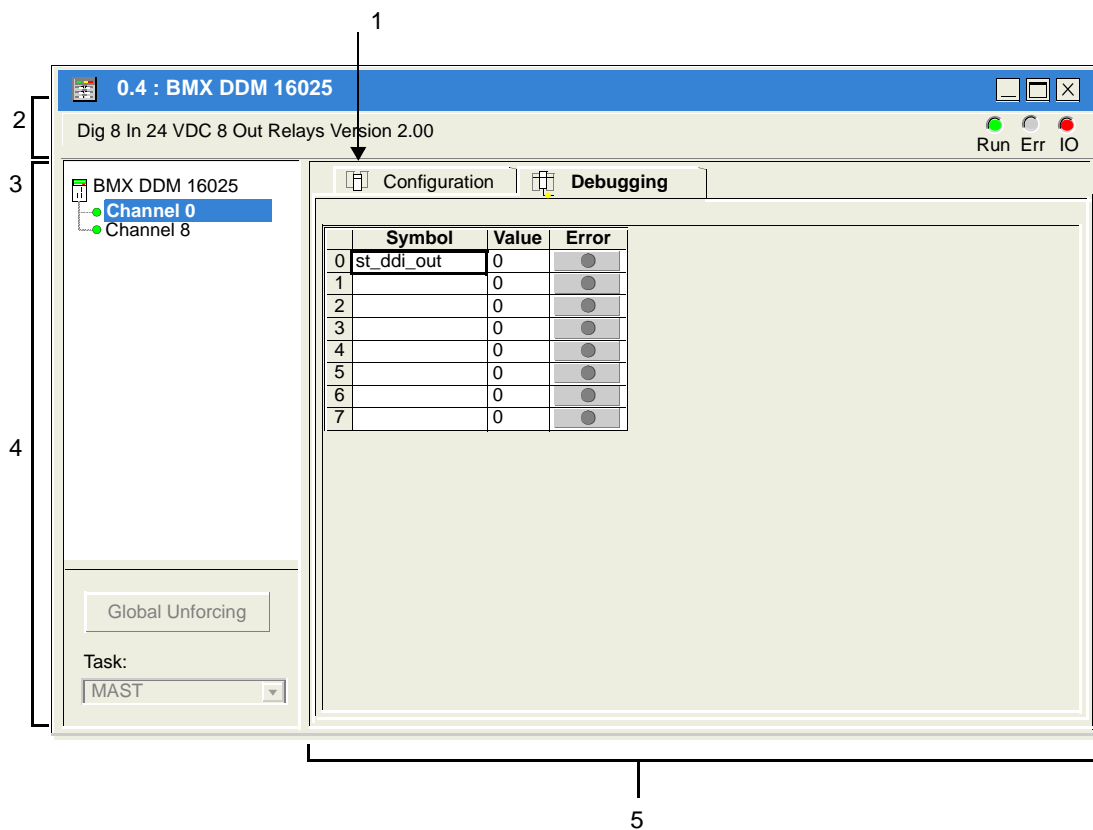 1
0.4 : BMX DDM 16025
2
Dig 8 In 24 VDC 8 Out Relays Version 2.00
Run Err IO
3
BMX DDM 16025
Channel 0
Channel 8
Configuration
Debugging
Symbol Value Error
0 st_ddi_out 0
1 0
2 0
3 0
4 0
5 0
6 0
7 0
4
Global Unforcing
Task:
MAST
5